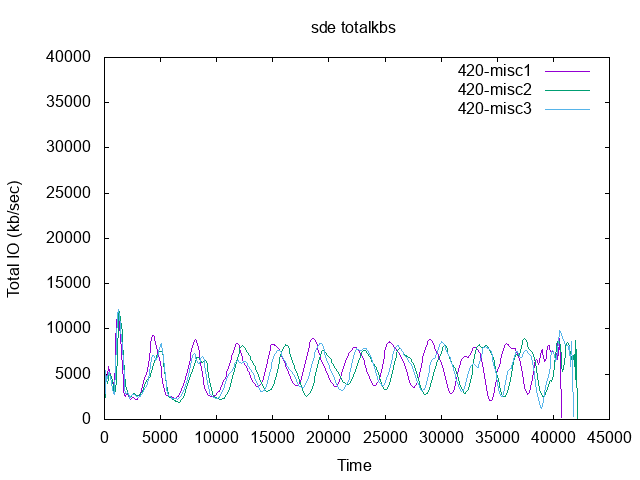 sde totalkbs
40000
35000
30000
25000
20000
15000
10000
5000
0
Total IO (kb/sec)
420-misc1
420-misc2
420-misc3
0 5000 10000 15000 20000 25000 30000 35000 40000 45000
Time